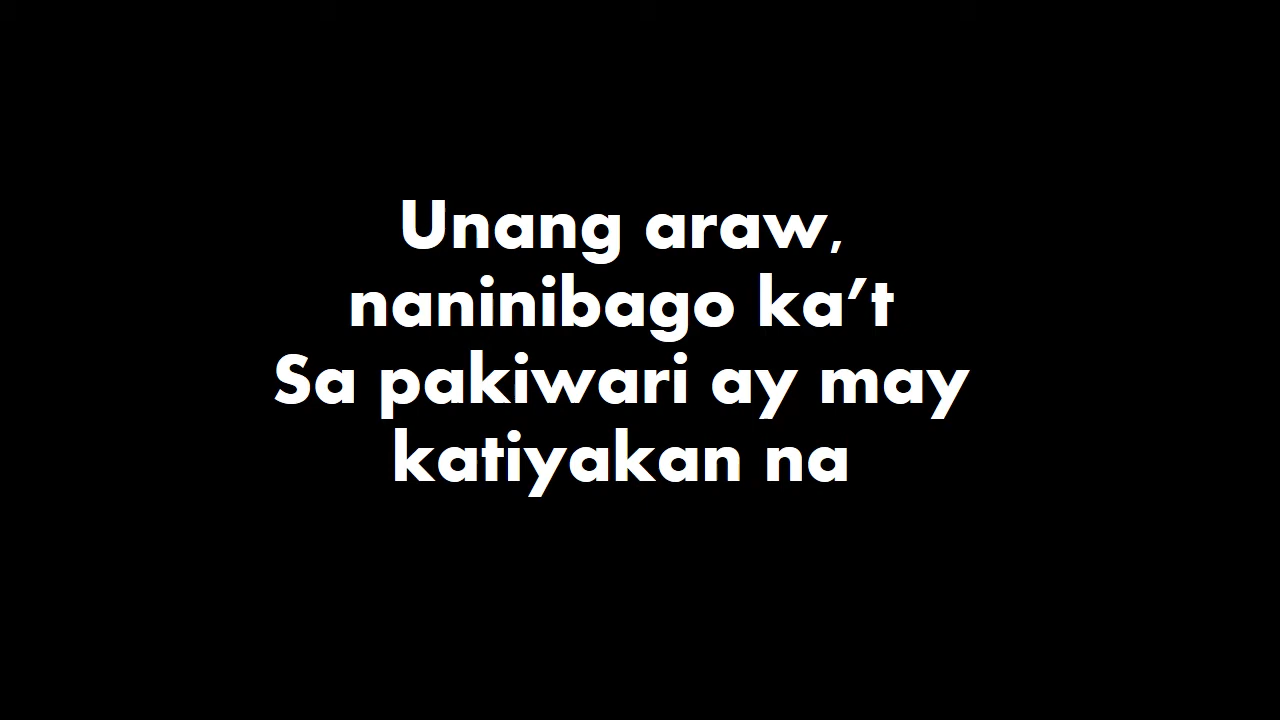 Unang araw,
naninibago ka’t
Sa pakiwari ay may
katiyakan na